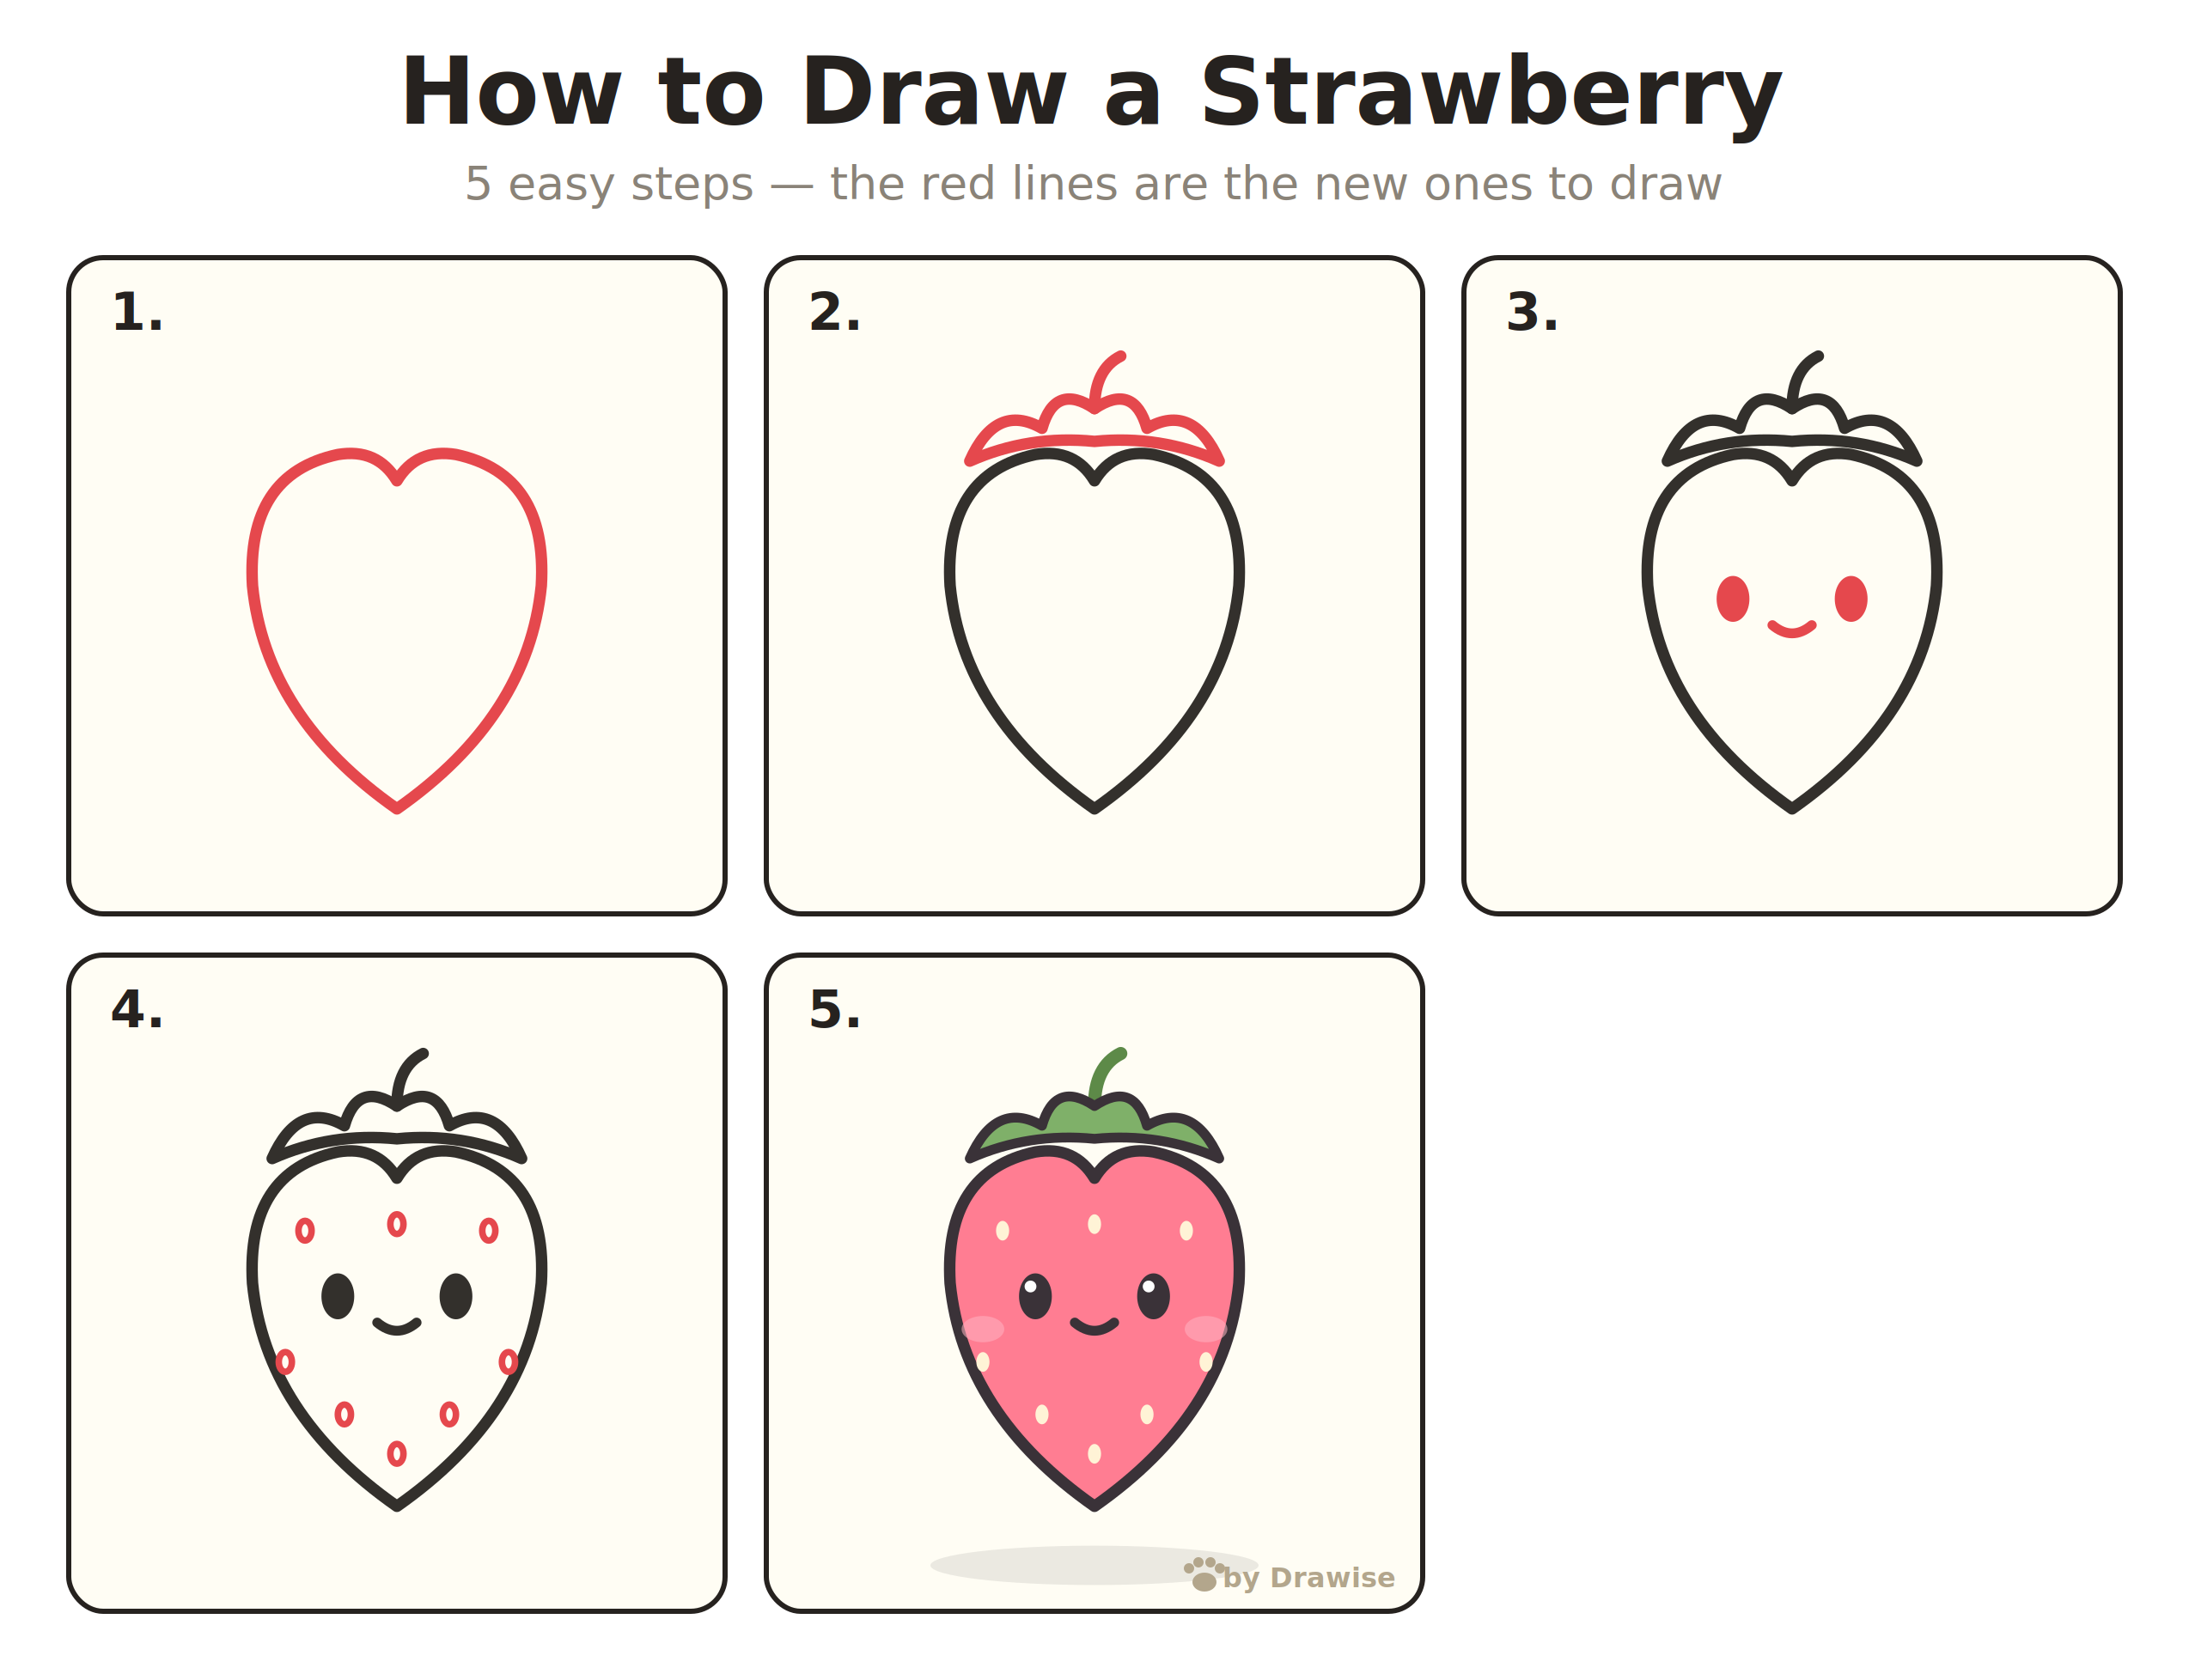 How to Draw a Strawberry
5 easy steps — the red lines are the new ones to draw
1.
2.
3.
4.
5.
by Drawise